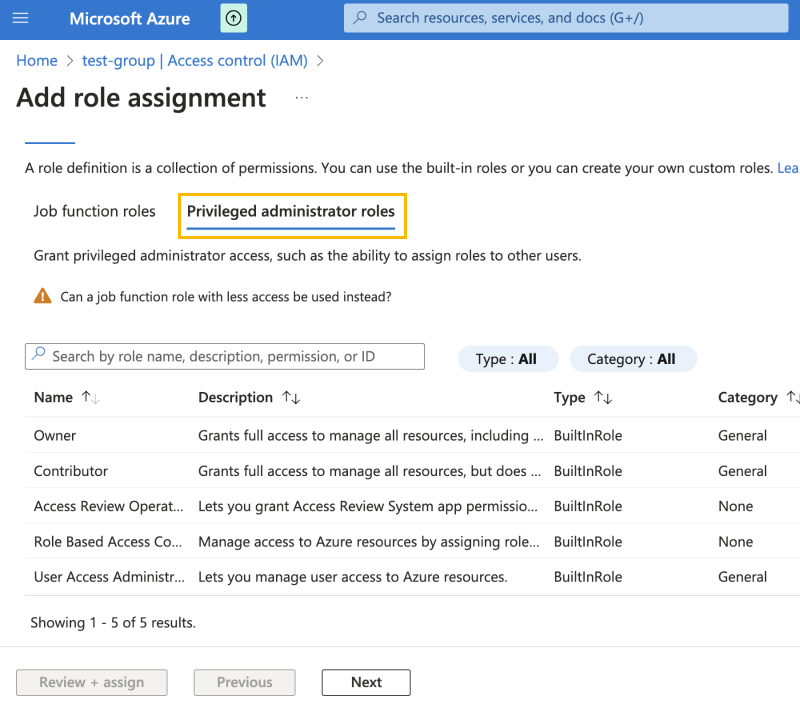 Microsoft Azure
Search resources, services, and docs (G+/)
Home > test-group | Access control (IAM) >
Add role assignment ...
A role definition is a collection of permissions. You can use the built-in roles or you can create your own custom roles. Lea
Job function roles Privileged administrator roles
Grant privileged administrator access, such as the ability to assign roles to other users.
Can a job function role with less access be used instead?
Search by role name, description, permission, or ID Type : All Category : All
Name ↑↓ Description ↑↓ Type ↑↓ Category ↑↓
Owner Grants full access to manage all resources, including ... BuiltInRole General
Contributor Grants full access to manage all resources, but does ... BuiltInRole General
Access Review Operat... Lets you grant Access Review System app permissio... BuiltInRole None
Role Based Access Co... Manage access to Azure resources by assigning role... BuiltInRole None
User Access Administr... Lets you manage user access to Azure resources. BuiltInRole General
Showing 1 - 5 of 5 results.
Review + assign Previous Next